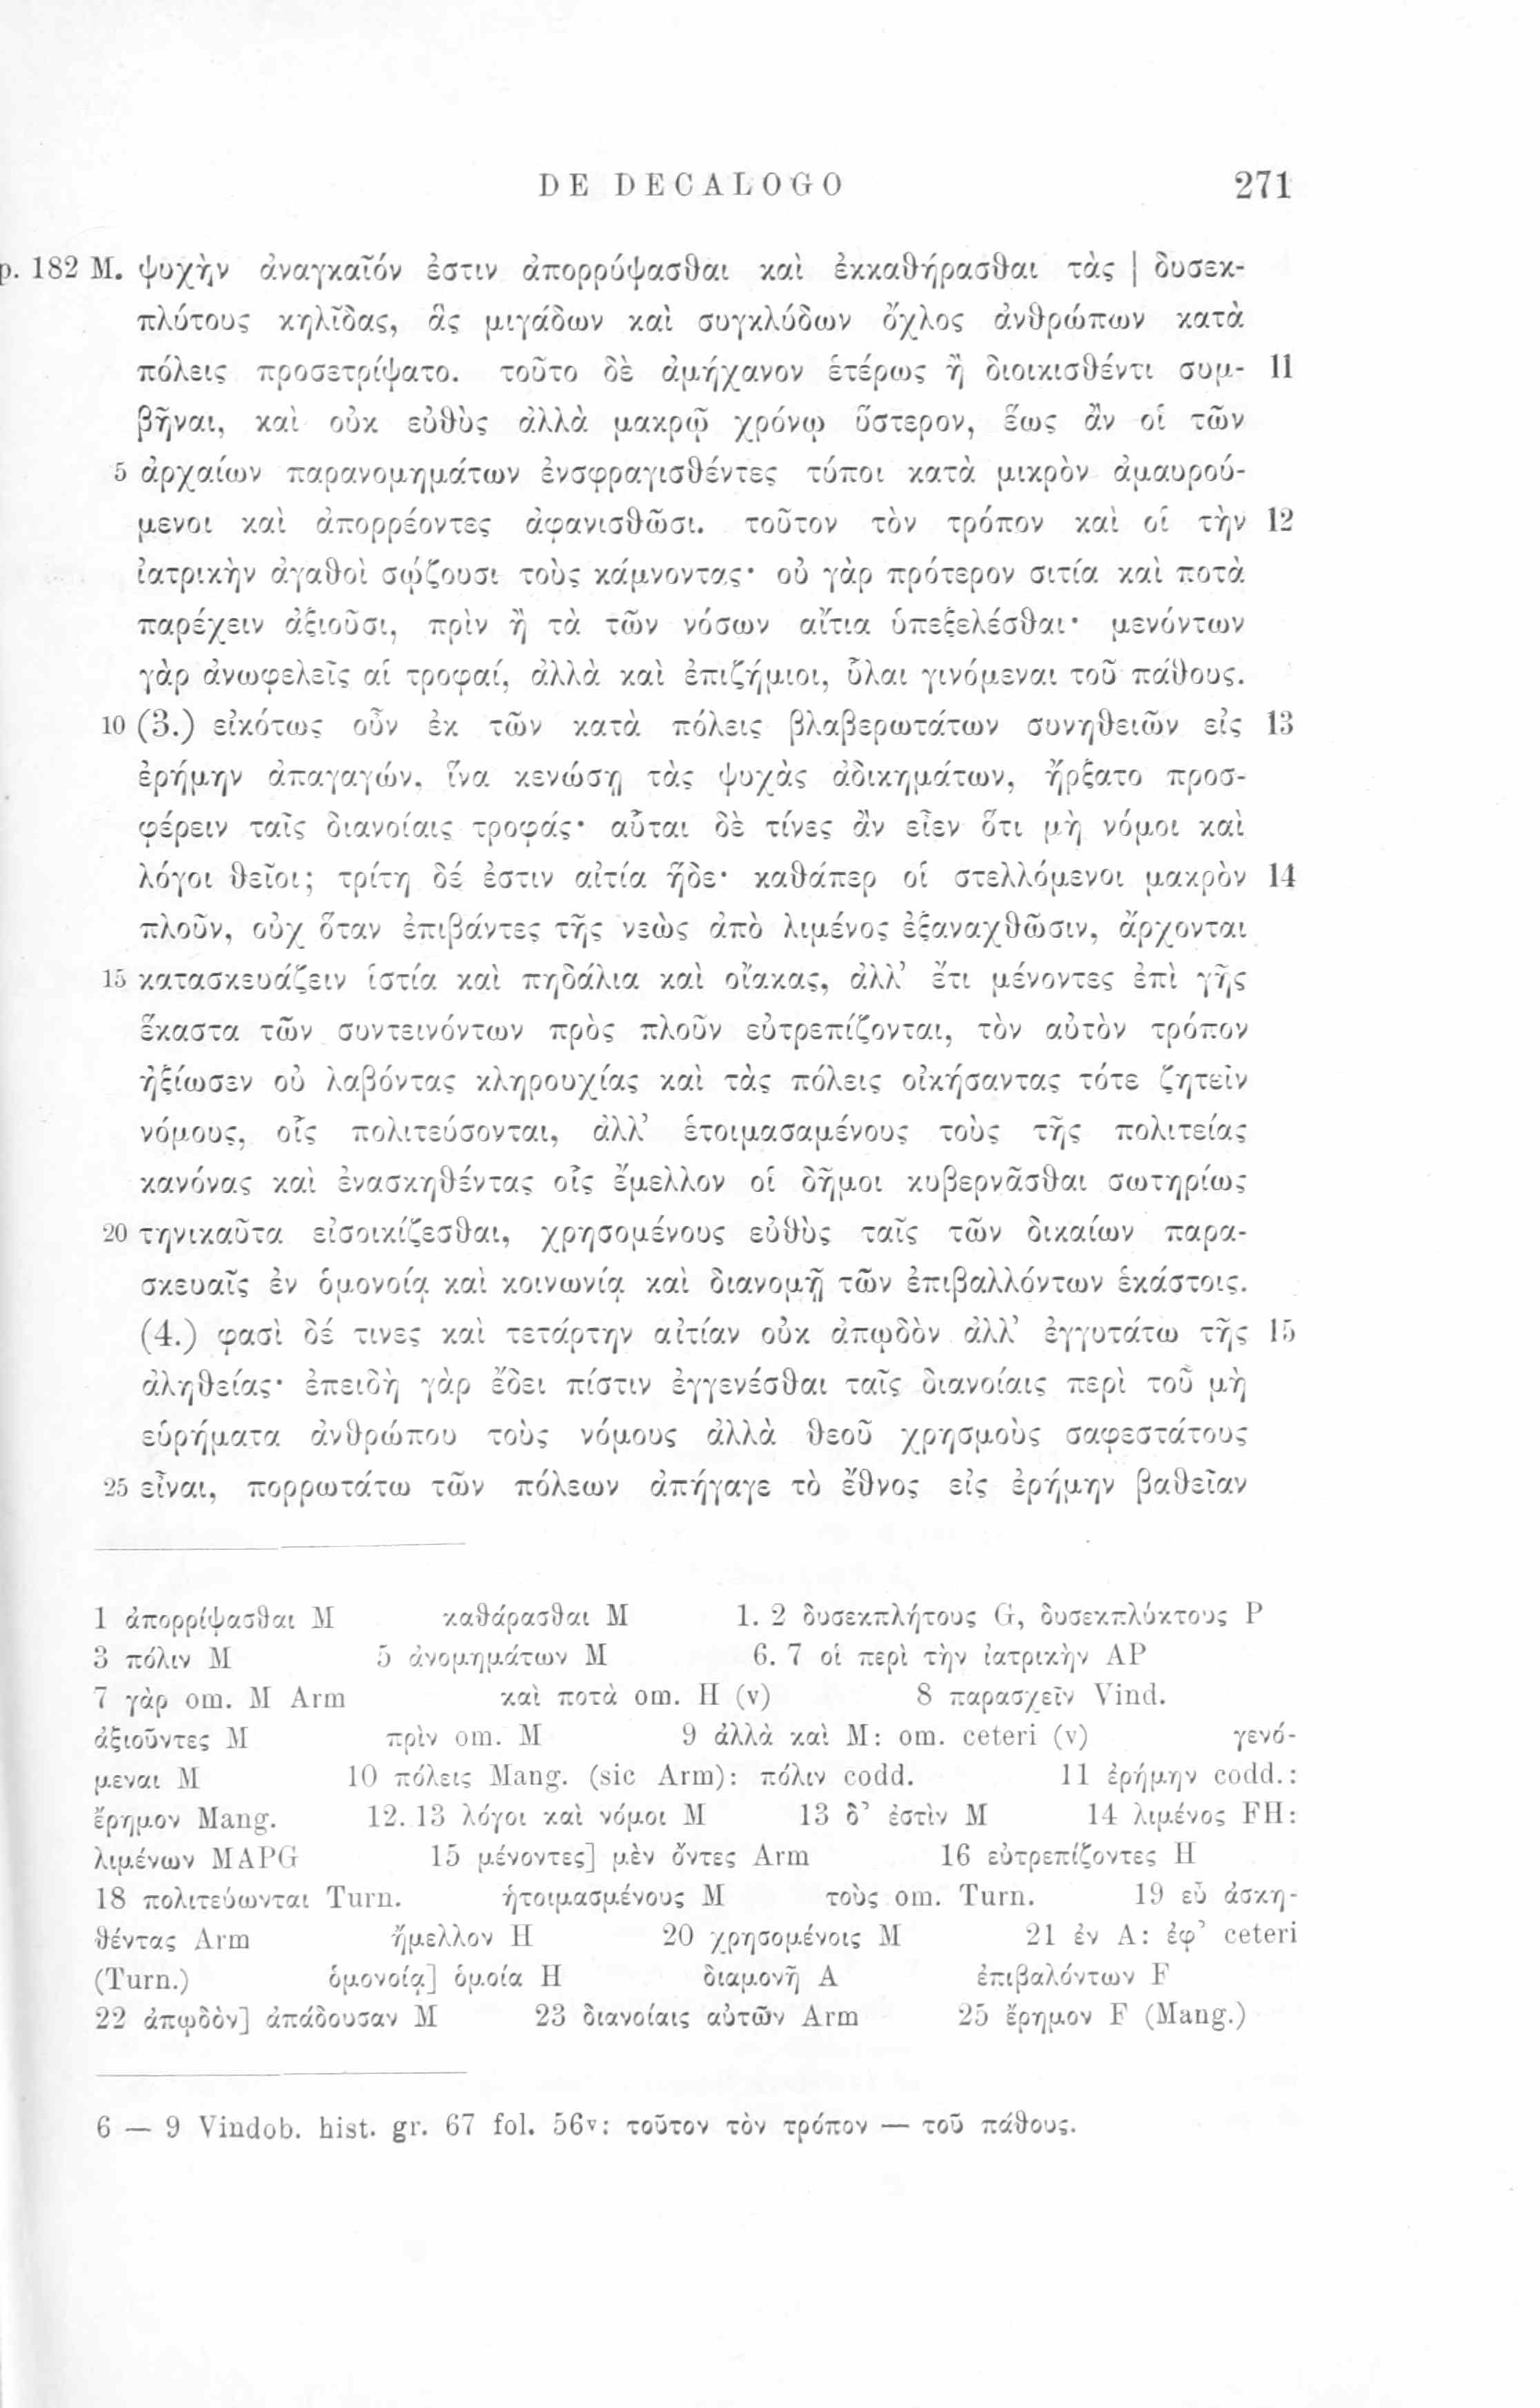 DE DECALOGO 271
p. 182 M. ψυχὴν ἀναγκαῖόν ἐστιν ἀπορρύψασθαι καὶ ἐκκαθήρασθαι τὰς | δυσεκ-
πλύτους κηλῖδας, ἃς μιγάδων καὶ συγκλύδων ὄχλος ἀνθρώπων κατὰ
πόλεις προσετρίψατο. τοῦτο δὲ ἀμήχανον ἑτέρως ἢ διοικισθέντι συμ- 11
βῆναι, καὶ οὐκ εὐθὺς ἀλλὰ μακρῷ χρόνῳ ὕστερον, ἕως ἂν οἱ τῶν
5 ἀρχαίων παρανομημάτων ἐνσφραγισθέντες τύποι κατὰ μικρὸν ἀμαυρού-
μενοι καὶ ἀπορρέοντες ἀφανισθῶσι. τοῦτον τὸν τρόπον καὶ οἱ τὴν 12
ἰατρικὴν ἀγαθοὶ σῴζουσι τοὺς κάμνοντας· οὐ γὰρ πρότερον σιτία καὶ ποτὰ
παρέχειν ἀξιοῦσι, πρὶν ἢ τὰ τῶν νόσων αἴτια ὑπεξελέσθαι· μενόντων
γὰρ ἀνωφελεῖς αἱ τροφαί, ἀλλὰ καὶ ἐπιζήμιοι, ὗλαι γινόμεναι τοῦ πάθους.
10 (3.) εἰκότως οὖν ἐκ τῶν κατὰ πόλεις βλαβερωτάτων συνηθειῶν εἰς 13
ἐρήμην ἀπαγαγών, ἵνα κενώσῃ τὰς ψυχὰς ἀδικημάτων, ἤρξατο προσ-
φέρειν ταῖς διανοίαις τροφάς· αὗται δὲ τίνες ἂν εἶεν ὅτι μὴ νόμοι καὶ
λόγοι θεῖοι; τρίτη δέ ἐστιν αἰτία ἥδε· καθάπερ οἱ στελλόμενοι μακρὸν 14
πλοῦν, οὐχ ὅταν ἐπιβάντες τῆς νεὼς ἀπὸ λιμένος ἐξαναχθῶσιν, ἄρχονται
15 κατασκευάζειν ἱστία καὶ πηδάλια καὶ οἴακας, ἀλλ’ ἔτι μένοντες ἐπὶ γῆς
ἕκαστα τῶν συντεινόντων πρὸς πλοῦν εὐτρεπίζονται, τὸν αὐτὸν τρόπον
ἠξίωσεν οὐ λαβόντας κληρουχίας καὶ τὰς πόλεις οἰκήσαντας τότε ζητεῖν
νόμους, οἷς πολιτεύσονται, ἀλλ’ ἑτοιμασαμένους τοὺς τῆς πολιτείας
κανόνας καὶ ἐνασκηθέντας οἷς ἔμελλον οἱ δῆμοι κυβερνᾶσθαι σωτηρίως
20 τηνικαῦτα εἰσοικίζεσθαι, χρησομένους εὐθὺς ταῖς τῶν δικαίων παρα-
σκευαῖς ἐν ὁμονοίᾳ καὶ κοινωνίᾳ καὶ διανομῇ τῶν ἐπιβαλλόντων ἑκάστοις.
(4.) φασὶ δέ τινες καὶ τετάρτην αἰτίαν οὐκ ἀπῳδὸν ἀλλ’ ἐγγυτάτω τῆς 15
ἀληθείας· ἐπειδὴ γὰρ ἔδει πίστιν ἐγγενέσθαι ταῖς διανοίαις περὶ τοῦ μὴ
εὑρήματα ἀνθρώπου τοὺς νόμους ἀλλὰ θεοῦ χρησμοὺς σαφεστάτους
25 εἶναι, πορρωτάτω τῶν πόλεων ἀπήγαγε τὸ ἔθνος εἰς ἐρήμην βαθεῖαν
1 ἀπορρίψασθαι M καθάρασθαι M 1. 2 δυσεκπλήτους G, δυσεκπλύκτους P
3 πόλιν M 5 ἀνομημάτων M 6. 7 οἱ περὶ τὴν ἰατρικὴν AP
7 γὰρ om. M Arm καὶ ποτὰ om. H (v) 8 παρασχεῖν Vind.
ἀξιοῦντες M πρὶν om. M 9 ἀλλὰ καὶ M: om. ceteri (v) γενό-
μεναι M 10 πόλεις Mang. (sic Arm): πόλιν codd. 11 ἐρήμην codd.:
ἔρημον Mang. 12. 13 λόγοι καὶ νόμοι M 13 δ’ ἐστὶν M 14 λιμένος FH:
λιμένων MAPG 15 μένοντες] μὲν ὄντες Arm 16 εὐτρεπίζοντες H
18 πολιτεύωνται Turn. ἡτοιμασμένους M τοὺς om. Turn. 19 εὖ ἀσκη-
θέντας Arm ἤμελλον H 20 χρησομένοις M 21 ἐν A: ἐφ’ ceteri
(Turn.) ὁμονοίᾳ] ὁμοία H διαμονῇ A ἐπιβαλόντων F
22 ἀπῳδὸν] ἀπάδουσαν M 23 διανοίαις αὐτῶν Arm 25 ἔρημον F (Mang.)
6 — 9 Vindob. hist. gr. 67 fol. 56v: τοῦτον τὸν τρόπον — τοῦ πάθους.